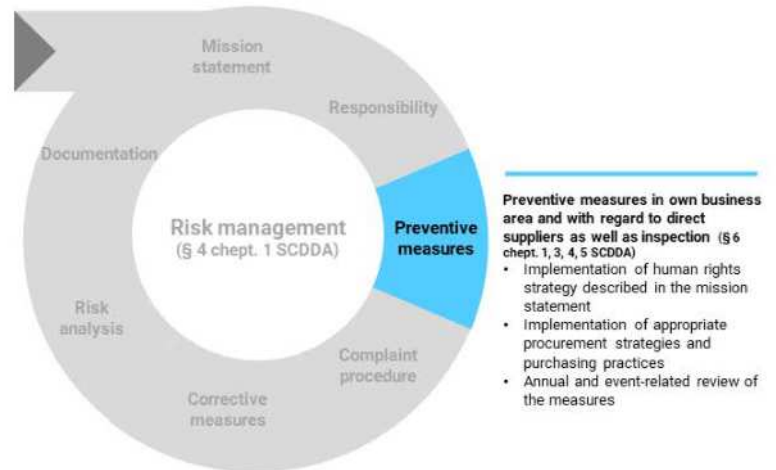 Mission
statement
Responsibility
Documentation
Risk management
(§ 4 chept. 1 SCDDA)
Preventive
measures
Risk
analysis
Complaint
procedure
Corrective
measures
Preventive measures in own business
area and with regard to direct
suppliers as well as inspection (§ 6
chept. 1, 3, 4, 5 SCDDA)
• Implementation of human rights
strategy described in the mission
statement
• Implementation of appropriate
procurement strategies and
purchasing practices
• Annual and event-related review of
the measures